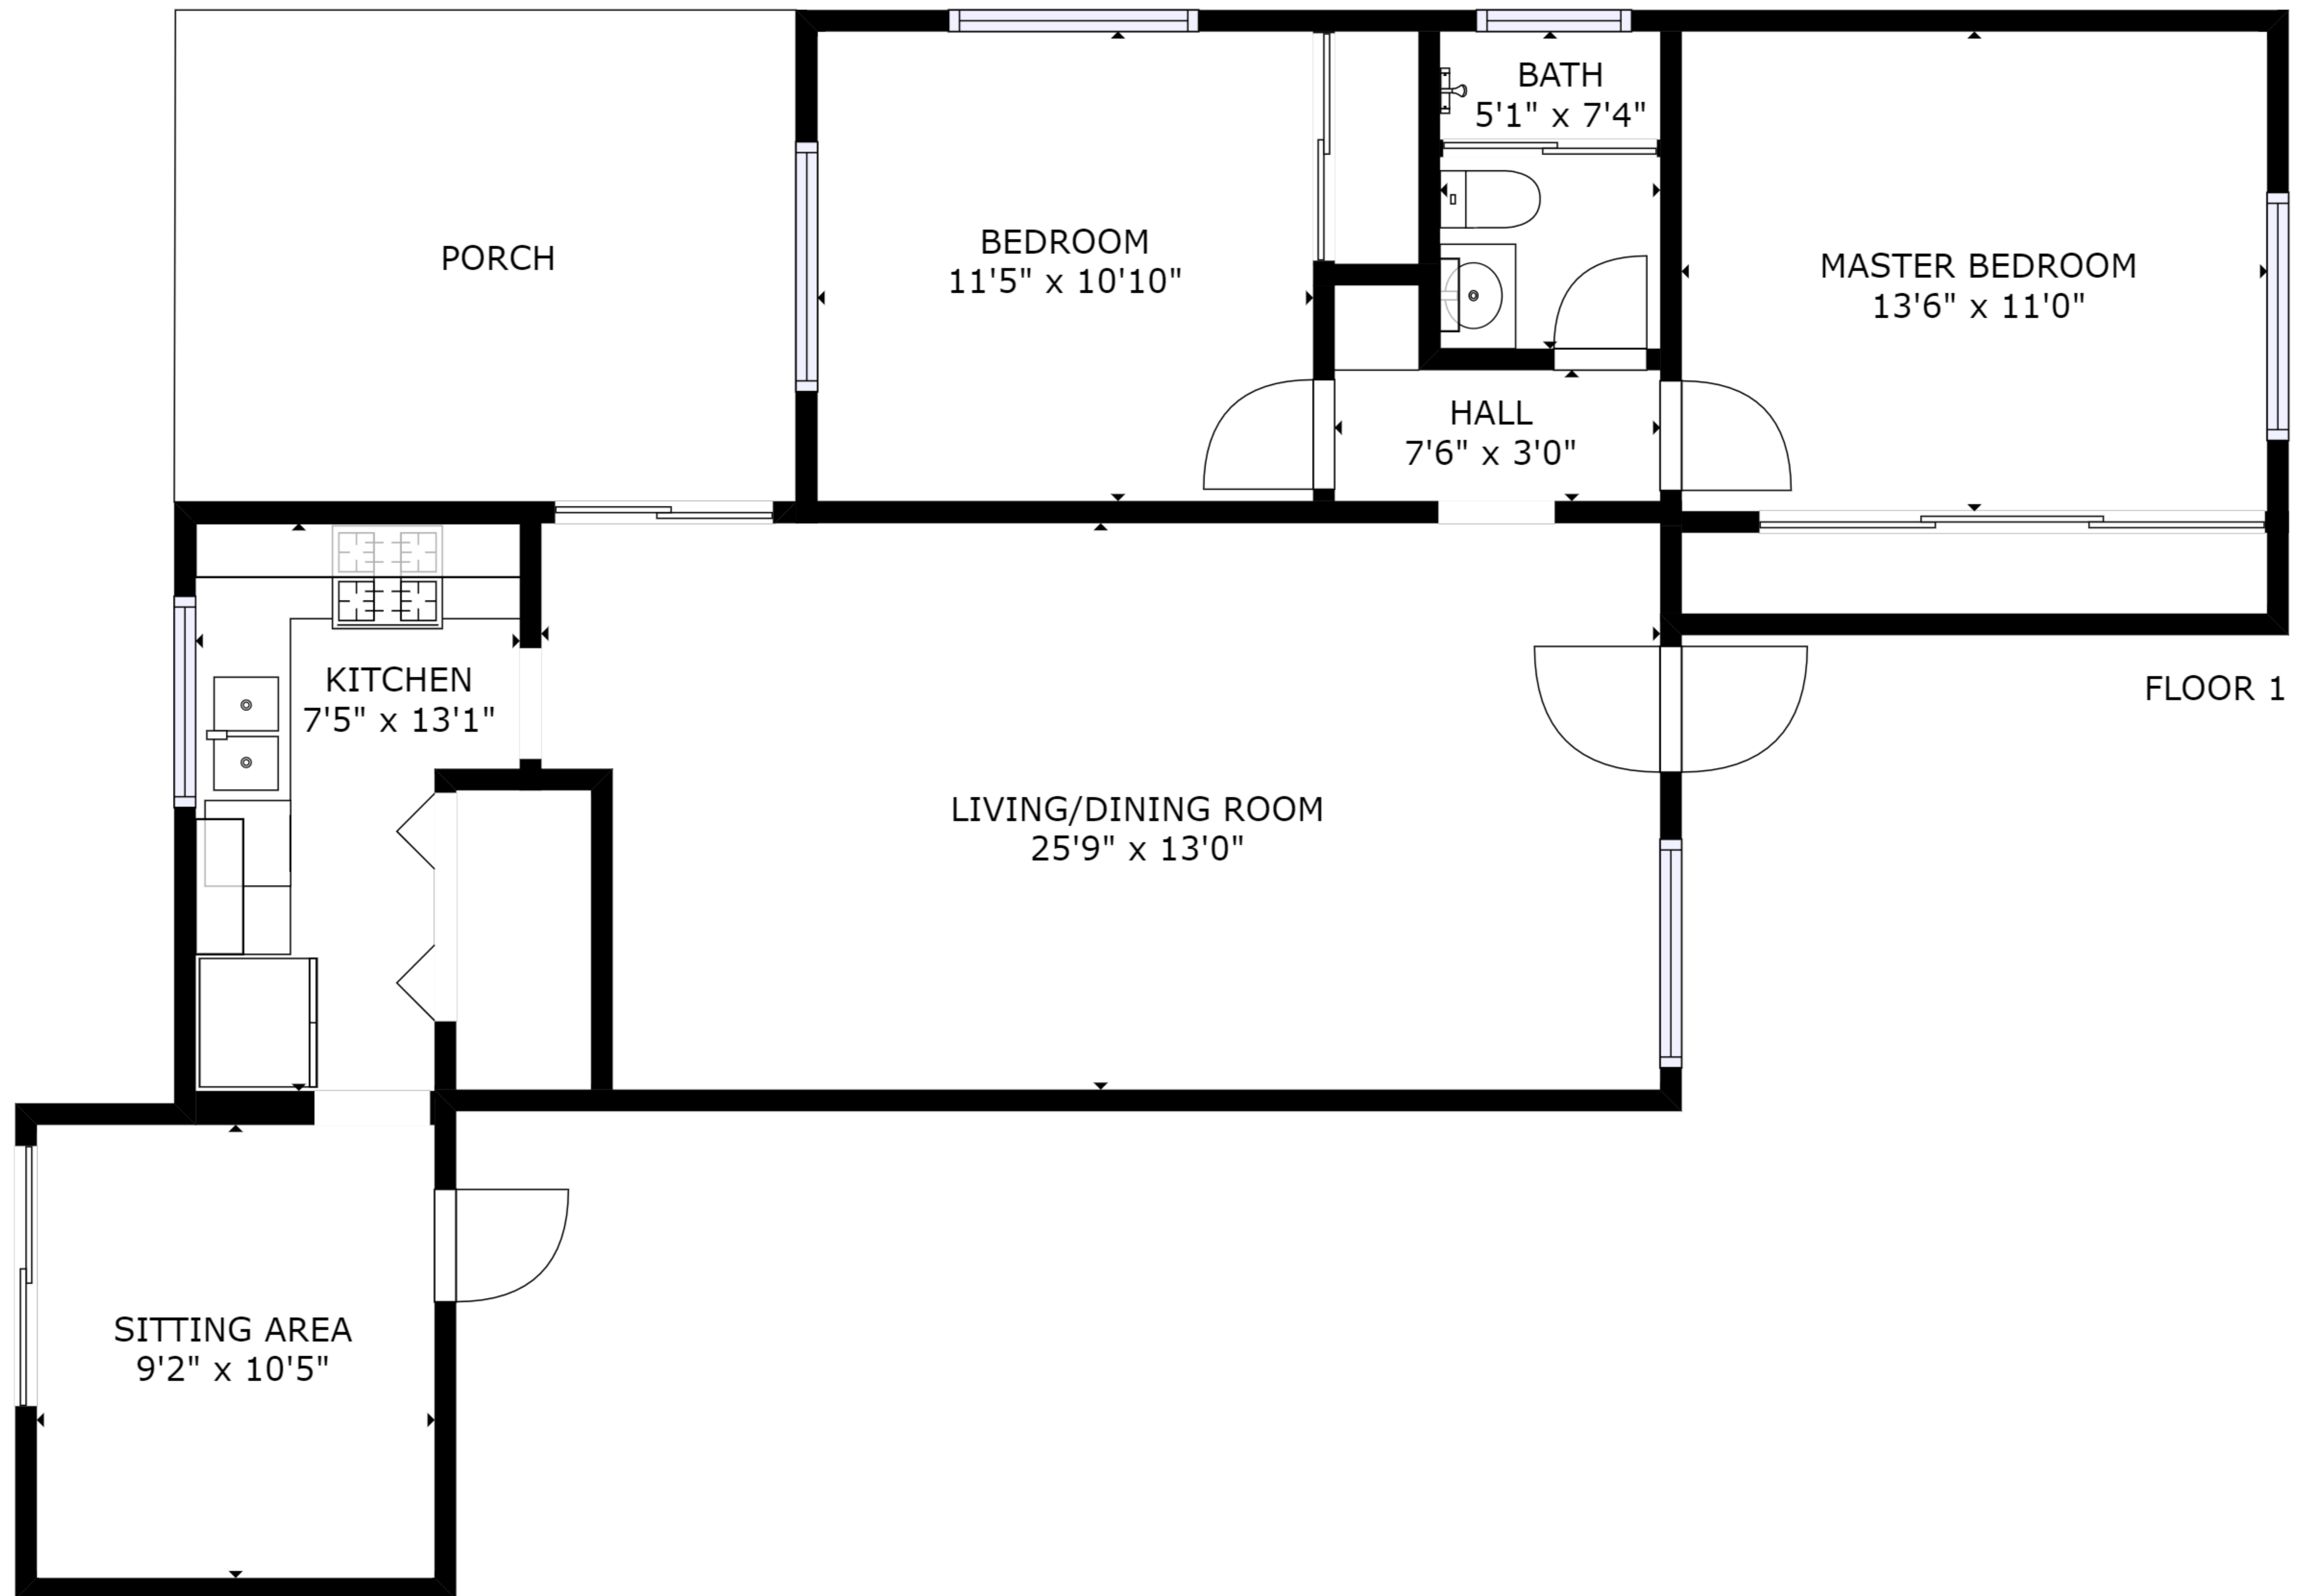 BATH
5'1" x 7'4"
PORCH
BEDROOM
11'5" x 10'10"
MASTER BEDROOM
13'6" x 11'0"
HALL
7'6" x 3'0"
KITCHEN
7'5" x 13'1"
FLOOR 1
LIVING/DINING ROOM
25'9" x 13'0"
SITTING AREA
9'2" x 10'5"